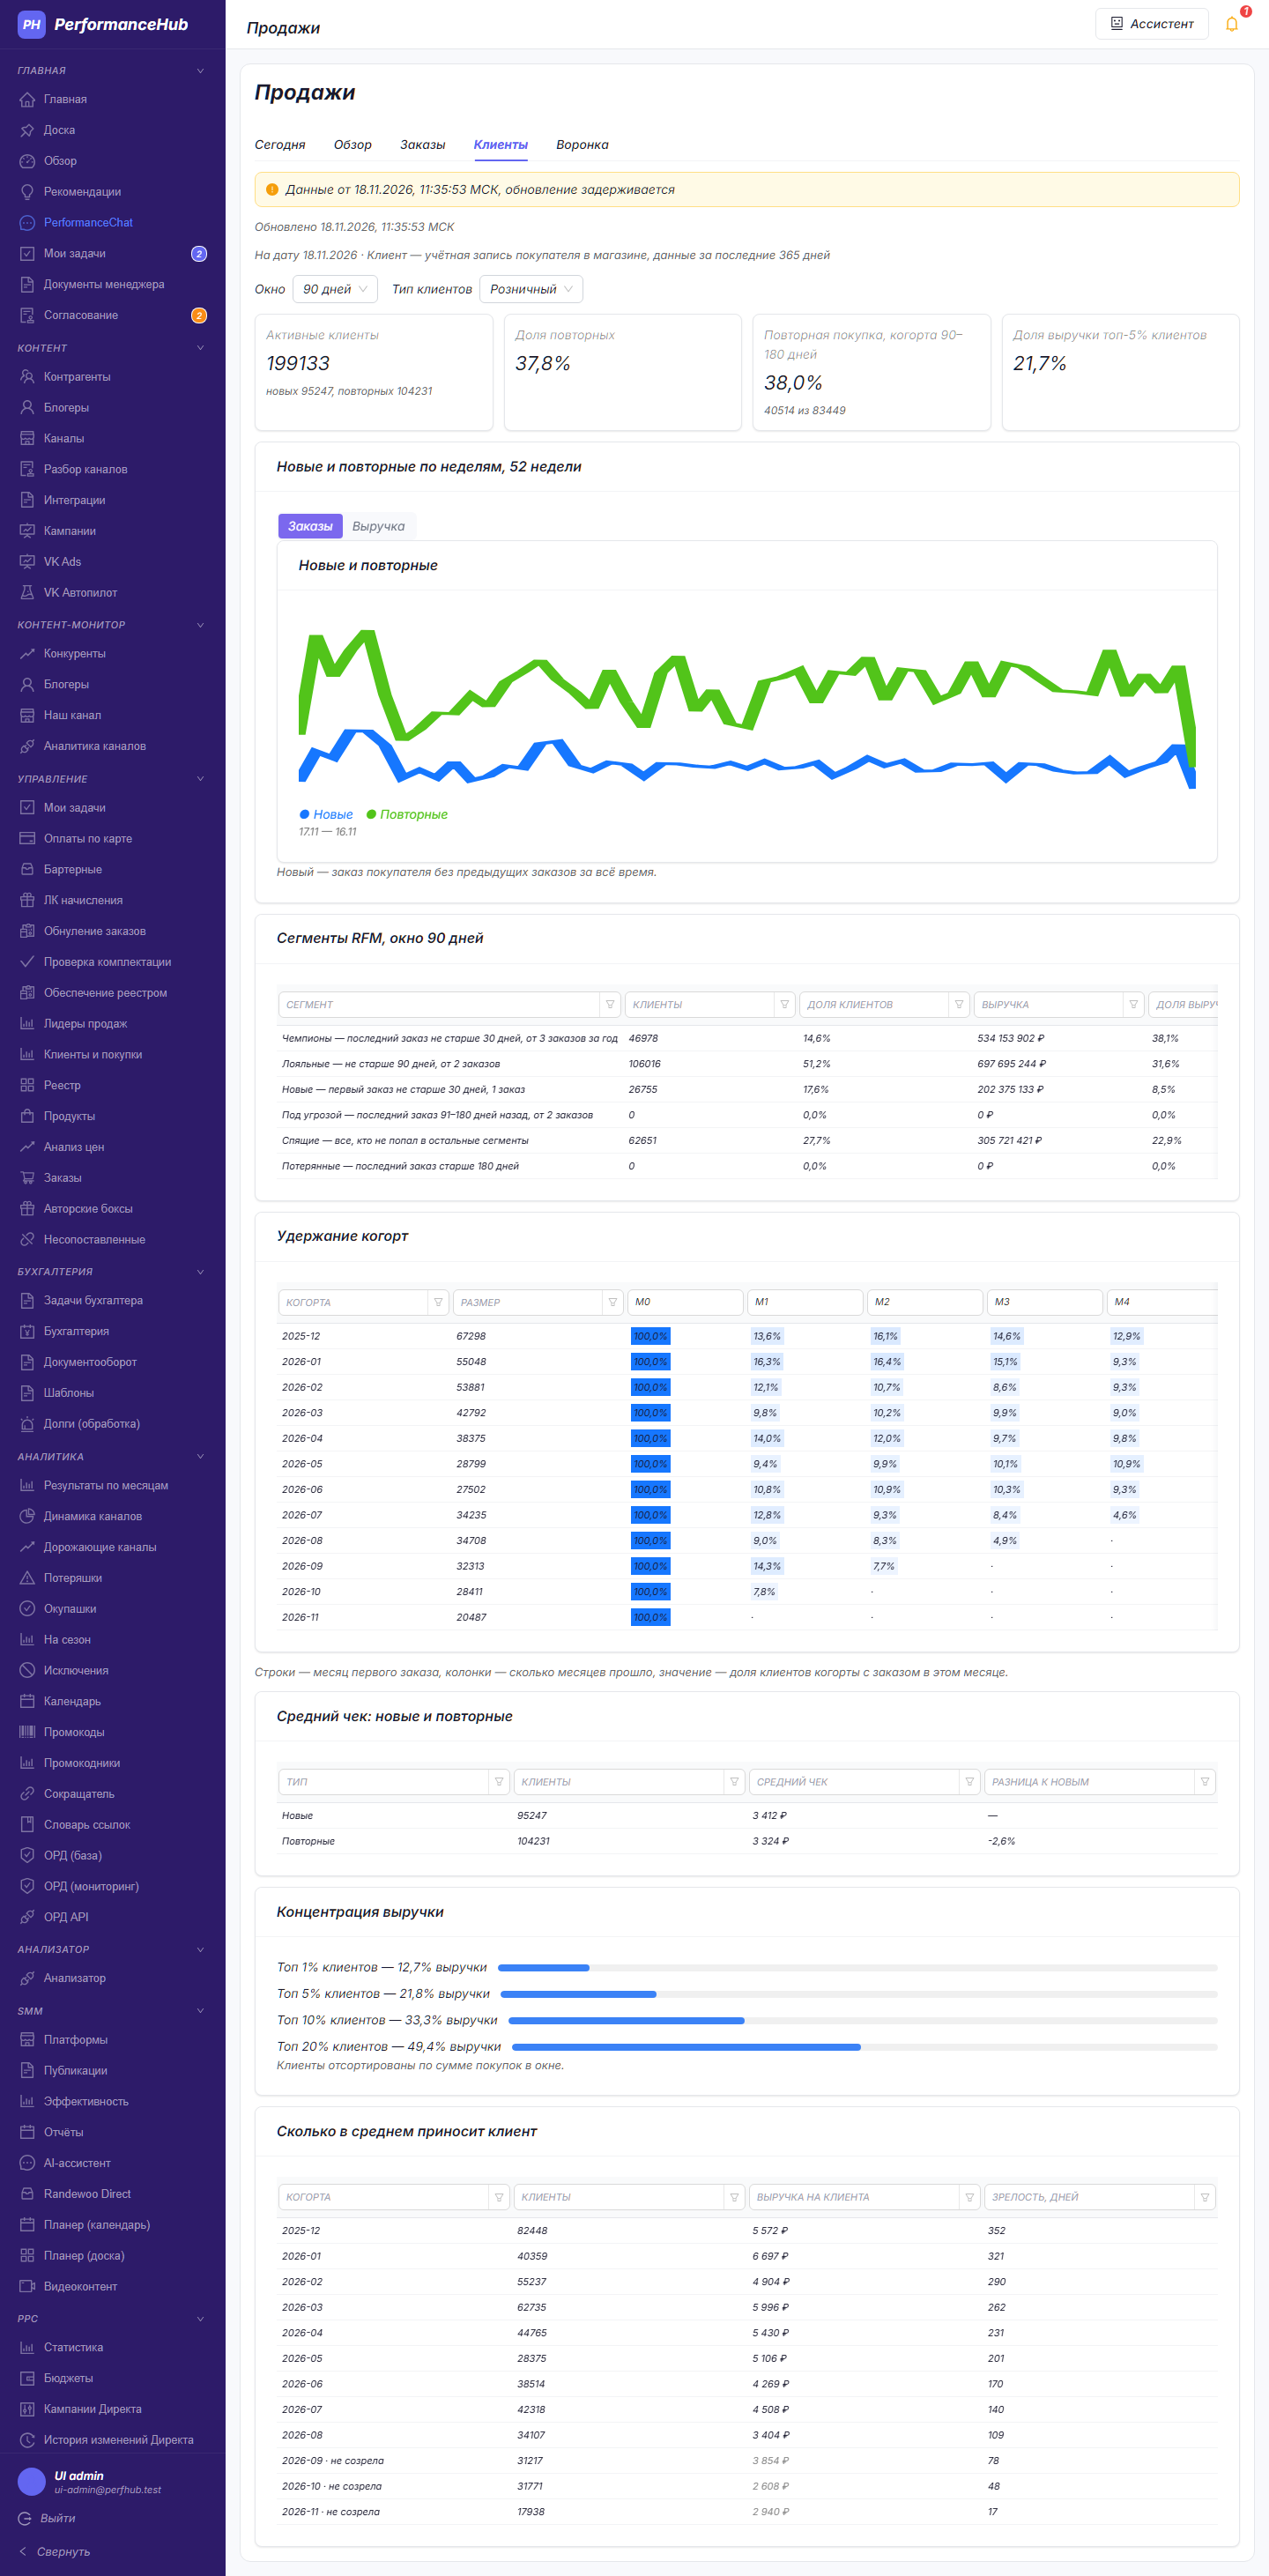 PH PerformanceHub
ГЛАВНАЯ
Главная
Доска
Обзор
Рекомендации
PerformanceChat
Мои задачи 2
Документы менеджера
Согласование 2
КОНТЕНТ
Контрагенты
Блогеры
Каналы
Разбор каналов
Интеграции
Кампании
VK Ads
VK Автопилот
КОНТЕНТ-МОНИТОР
Конкуренты
Блогеры
Наш канал
Аналитика каналов
УПРАВЛЕНИЕ
Мои задачи
Оплаты по карте
Бартерные
ЛК начисления
Обнуление заказов
Проверка комплектации
Обеспечение реестром
Лидеры продаж
Клиенты и покупки
Реестр
Продукты
Анализ цен
Заказы
Авторские боксы
Несопоставленные
БУХГАЛТЕРИЯ
Задачи бухгалтера
Бухгалтерия
Документооборот
Шаблоны
Долги (обработка)
АНАЛИТИКА
Результаты по месяцам
Динамика каналов
Дорожающие каналы
Потеряшки
Окупашки
На сезон
Исключения
Календарь
Промокоды
Промокодники
Сокращатель
Словарь ссылок
ОРД (база)
ОРД (мониторинг)
ОРД API
АНАЛИЗАТОР
Анализатор
SMM
Платформы
Публикации
Эффективность
Отчёты
AI-ассистент
Randewoo Direct
Планер (календарь)
Планер (доска)
Видеоконтент
PPC
Статистика
Бюджеты
Кампании Директа
История изменений Директа
UI admin
ui-admin@perfhub.test
Выйти
Свернуть
Продажи
Ассистент 1
Продажи
Сегодня Обзор Заказы Клиенты Воронка
Данные от 18.11.2026, 11:35:53 МСК, обновление задерживается
Обновлено 18.11.2026, 11:35:53 МСК
На дату 18.11.2026 · Клиент — учётная запись покупателя в магазине, данные за последние 365 дней
Окно 90 дней Тип клиентов Розничный
Активные клиенты
199133
новых 95247, повторных 104231
Доля повторных
37,8%
Повторная покупка, когорта 90–
180 дней
38,0%
40514 из 83449
Доля выручки топ-5% клиентов
21,7%
Новые и повторные по неделям, 52 недели
Заказы Выручка
Новые и повторные
Новые Повторные
17.11 — 16.11
Новый — заказ покупателя без предыдущих заказов за всё время.
Сегменты RFM, окно 90 дней
СЕГМЕНТ КЛИЕНТЫ ДОЛЯ КЛИЕНТОВ ВЫРУЧКА ДОЛЯ ВЫРУЧ
Чемпионы — последний заказ не старше 30 дней, от 3 заказов за год 46978 14,6% 534 153 902 ₽ 38,1%
Лояльные — не старше 90 дней, от 2 заказов 106016 51,2% 697 695 244 ₽ 31,6%
Новые — первый заказ не старше 30 дней, 1 заказ 26755 17,6% 202 375 133 ₽ 8,5%
Под угрозой — последний заказ 91–180 дней назад, от 2 заказов 0 0,0% 0 ₽ 0,0%
Спящие — все, кто не попал в остальные сегменты 62651 27,7% 305 721 421 ₽ 22,9%
Потерянные — последний заказ старше 180 дней 0 0,0% 0 ₽ 0,0%
Удержание когорт
КОГОРТА РАЗМЕР M0 M1 M2 M3 M4
2025-12 67298 100,0% 13,6% 16,1% 14,6% 12,9%
2026-01 55048 100,0% 16,3% 16,4% 15,1% 9,3%
2026-02 53881 100,0% 12,1% 10,7% 8,6% 9,3%
2026-03 42792 100,0% 9,8% 10,2% 9,9% 9,0%
2026-04 38375 100,0% 14,0% 12,0% 9,7% 9,8%
2026-05 28799 100,0% 9,4% 9,9% 10,1% 10,9%
2026-06 27502 100,0% 10,8% 10,9% 10,3% 9,3%
2026-07 34235 100,0% 12,8% 9,3% 8,4% 4,6%
2026-08 34708 100,0% 9,0% 8,3% 4,9% ·
2026-09 32313 100,0% 14,3% 7,7% · ·
2026-10 28411 100,0% 7,8% · · ·
2026-11 20487 100,0% · · · ·
Строки — месяц первого заказа, колонки — сколько месяцев прошло, значение — доля клиентов когорты с заказом в этом месяце.
Средний чек: новые и повторные
ТИП КЛИЕНТЫ СРЕДНИЙ ЧЕК РАЗНИЦА К НОВЫМ
Новые 95247 3 412 ₽ —
Повторные 104231 3 324 ₽ -2,6%
Концентрация выручки
Топ 1% клиентов — 12,7% выручки
Топ 5% клиентов — 21,8% выручки
Топ 10% клиентов — 33,3% выручки
Топ 20% клиентов — 49,4% выручки
Клиенты отсортированы по сумме покупок в окне.
Сколько в среднем приносит клиент
КОГОРТА КЛИЕНТЫ ВЫРУЧКА НА КЛИЕНТА ЗРЕЛОСТЬ, ДНЕЙ
2025-12 82448 5 572 ₽ 352
2026-01 40359 6 697 ₽ 321
2026-02 55237 4 904 ₽ 290
2026-03 62735 5 996 ₽ 262
2026-04 44765 5 430 ₽ 231
2026-05 28375 5 106 ₽ 201
2026-06 38514 4 269 ₽ 170
2026-07 42318 4 508 ₽ 140
2026-08 34107 3 404 ₽ 109
2026-09 · не созрела 31217 3 854 ₽ 78
2026-10 · не созрела 31771 2 608 ₽ 48
2026-11 · не созрела 17938 2 940 ₽ 17